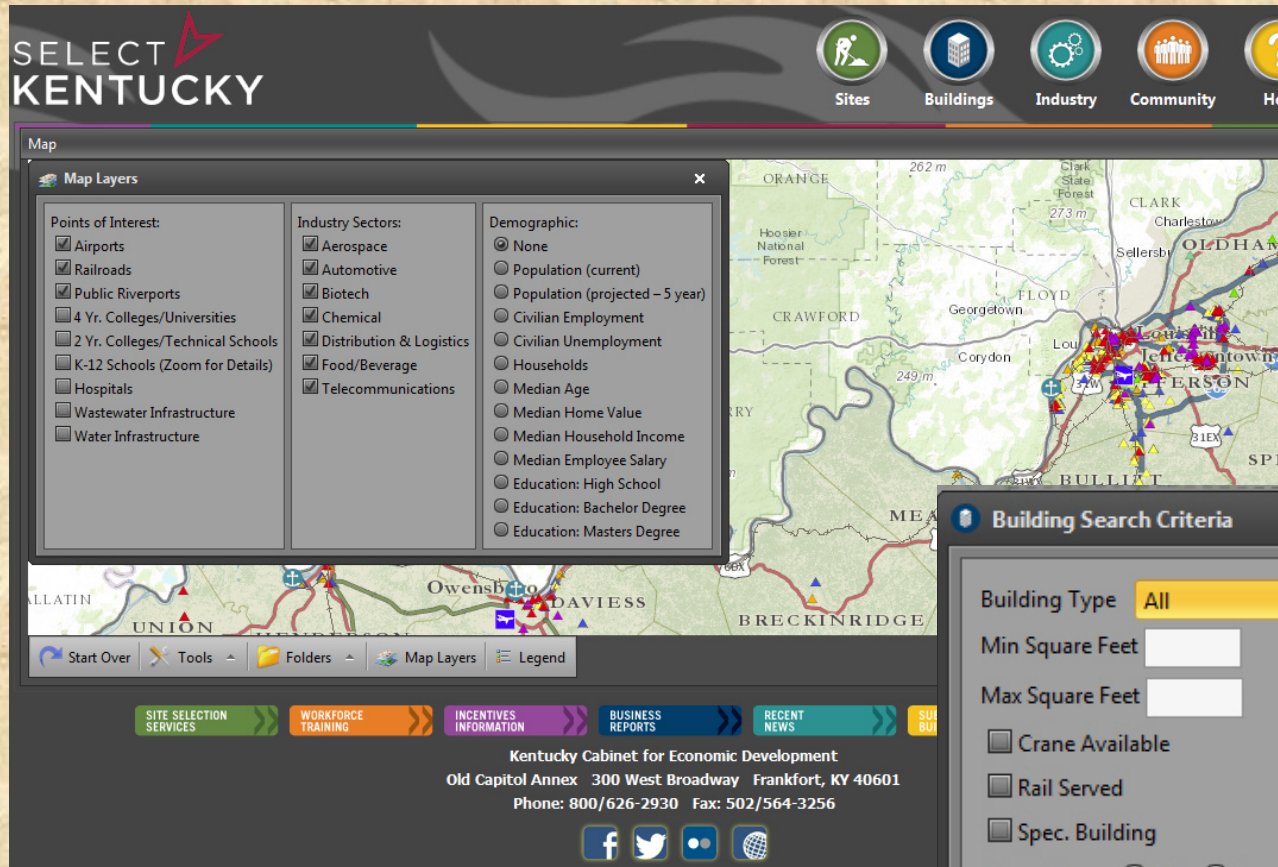 SELECT
KENTUCKY
Sites
Buildings
Industry
Community
Map
Map Layers
Points of Interest:
Airports
Railroads
Public Riverports
4 Yr. Colleges/Universities
2 Yr. Colleges/Technical Schools
K-12 Schools (Zoom for Details)
Hospitals
Wastewater Infrastructure
Water Infrastructure
Industry Sectors:
Aerospace
Automotive
Biotech
Chemical
Distribution & Logistics
Food/Beverage
Telecommunications
Demographic:
None
Population (current)
Population (projected – 5 year)
Civilian Employment
Civilian Unemployment
Households
Median Age
Median Home Value
Median Household Income
Median Employee Salary
Education: High School
Education: Bachelor Degree
Education: Masters Degree
ORANGE
262 m
Clark
State
Forest
273 m
CLARK
Hoosier
National
Forest
OLDHAM
FLOYD
CRAWFORD
Georgetown
Corydon
249 m
31W
31EX
Owensboro
DAVIESS
UNION
BRECKINRIDGE
Start Over
Tools
Folders
Map Layers
Legend
Building Search Criteria
Building Type
All
Min Square Feet
Max Square Feet
Crane Available
Rail Served
Spec. Building
SITE SELECTION
SERVICES
WORKFORCE
TRAINING
INCENTIVES
INFORMATION
BUSINESS
REPORTS
RECENT
NEWS
Kentucky Cabinet for Economic Development
Old Capitol Annex 300 West Broadway Frankfort, KY 40601
Phone: 800/626-2930 Fax: 502/564-3256